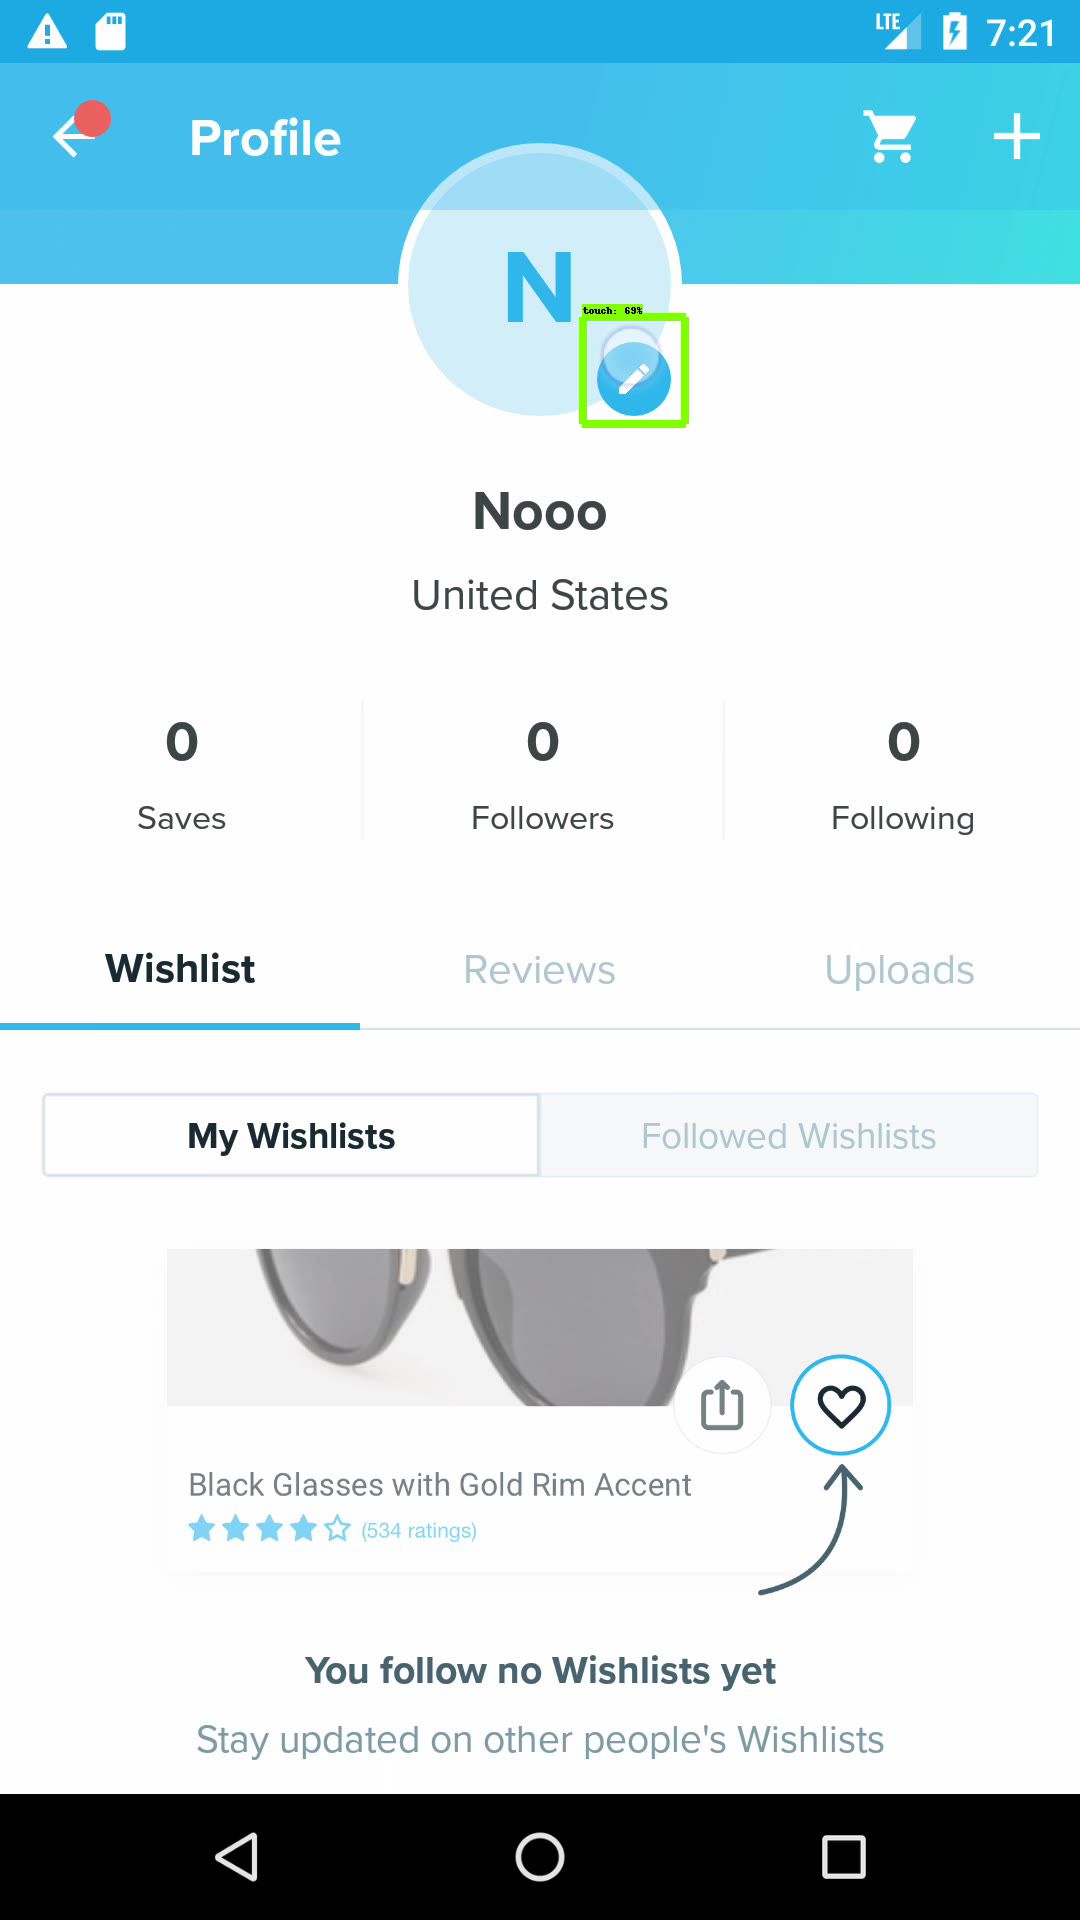 LTE 7:21
Profile
N
touch: 69%
Nooo
United States
0 0 0
Saves Followers Following
Wishlist Reviews Uploads
My Wishlists Followed Wishlists
Black Glasses with Gold Rim Accent
(534 ratings)
You follow no Wishlists yet
Stay updated on other people's Wishlists